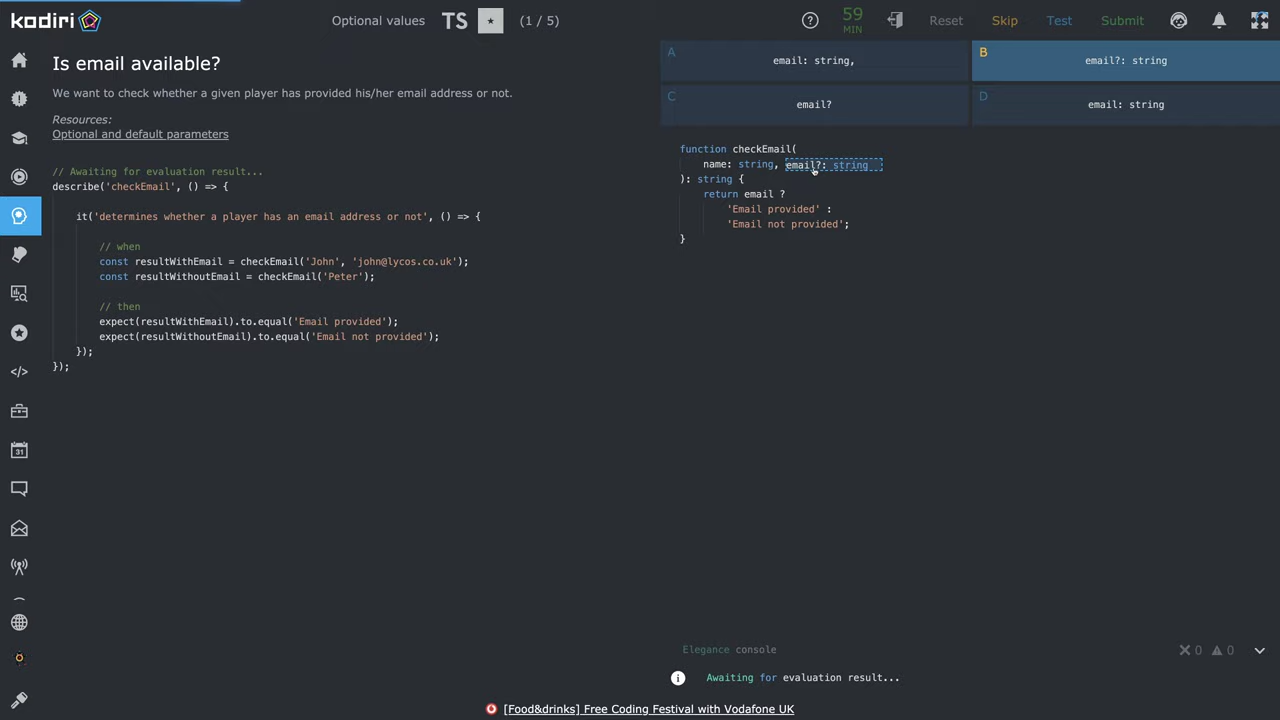 kodiri
Optional values TS ★ (1 / 5)
59
MIN
Reset
Skip
Test
Submit
Is email available?
We want to check whether a given player has provided his/her email address or not.
Resources:
Optional and default parameters
// Awaiting for evaluation result...
describe('checkEmail', () => {
it('determines whether a player has an email address or not', () => {
// when
const resultWithEmail = checkEmail('John', 'john@lycos.co.uk');
const resultWithoutEmail = checkEmail('Peter');
// then
expect(resultWithEmail).to.equal('Email provided');
expect(resultWithoutEmail).to.equal('Email not provided');
});
});
A
email: string,
B
email?: string
C
email?
D
email: string
function checkEmail(
name: string, email?: string
): string {
return email ?
'Email provided' :
'Email not provided';
}
31
Elegance console
0 0
Awaiting for evaluation result...
[Food&drinks] Free Coding Festival with Vodafone UK